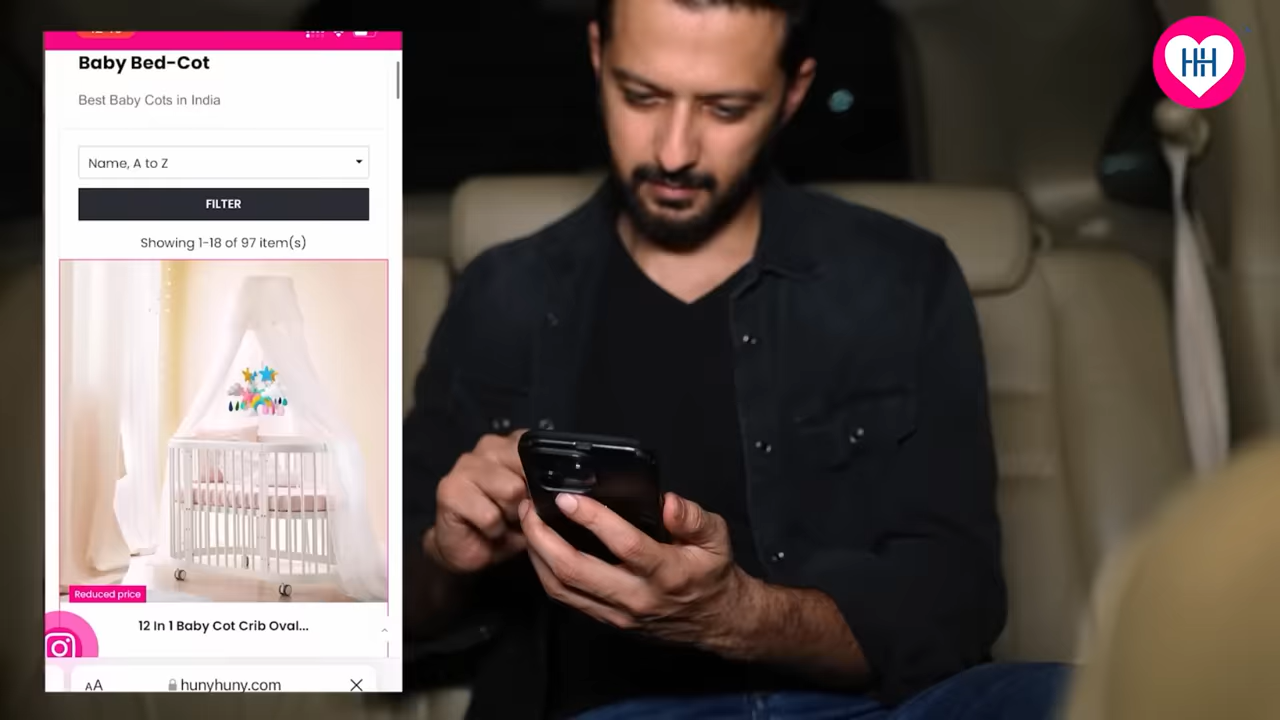 Baby Bed-Cot
Best Baby Cots in India
Name, A to Z
FILTER
Showing 1-18 of 97 item(s)
Reduced price
12 In 1 Baby Cot Crib Oval...
AA
hunyhuny.com
HH